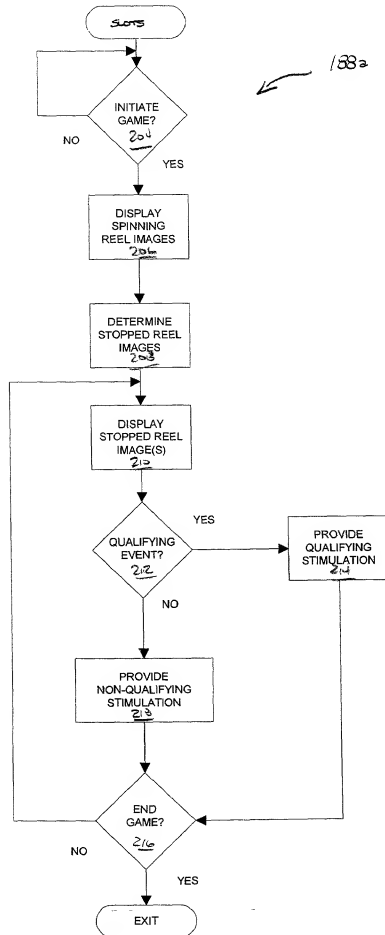 SLOTS
188a
INITIATE
GAME?
204
NO
YES
DISPLAY
SPINNING
REEL IMAGES
206
DETERMINE
STOPPED REEL
IMAGES
208
DISPLAY
STOPPED REEL
IMAGE(S)
210
YES
QUALIFYING
EVENT?
212
PROVIDE
QUALIFYING
STIMULATION
214
NO
PROVIDE
NON-QUALIFYING
STIMULATION
218
END
GAME?
216
NO
YES
EXIT